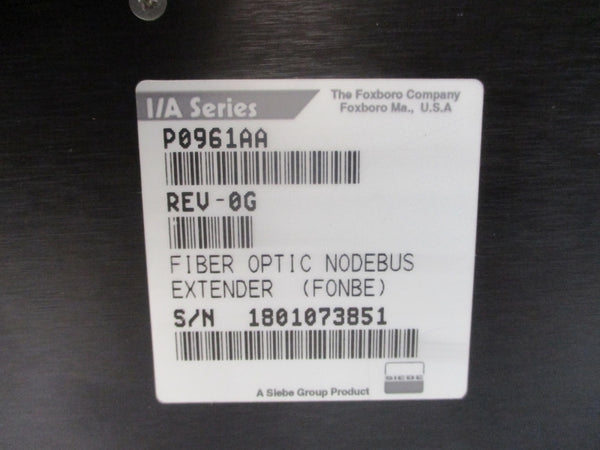 I/A Series
The Foxboro Company
Foxboro Ma., U.S.A
P0961AA
REV-0G
FIBER OPTIC NODEBUS
EXTENDER (FONBE)
S/N 1801073851
SIEBE
A Siebe Group Product